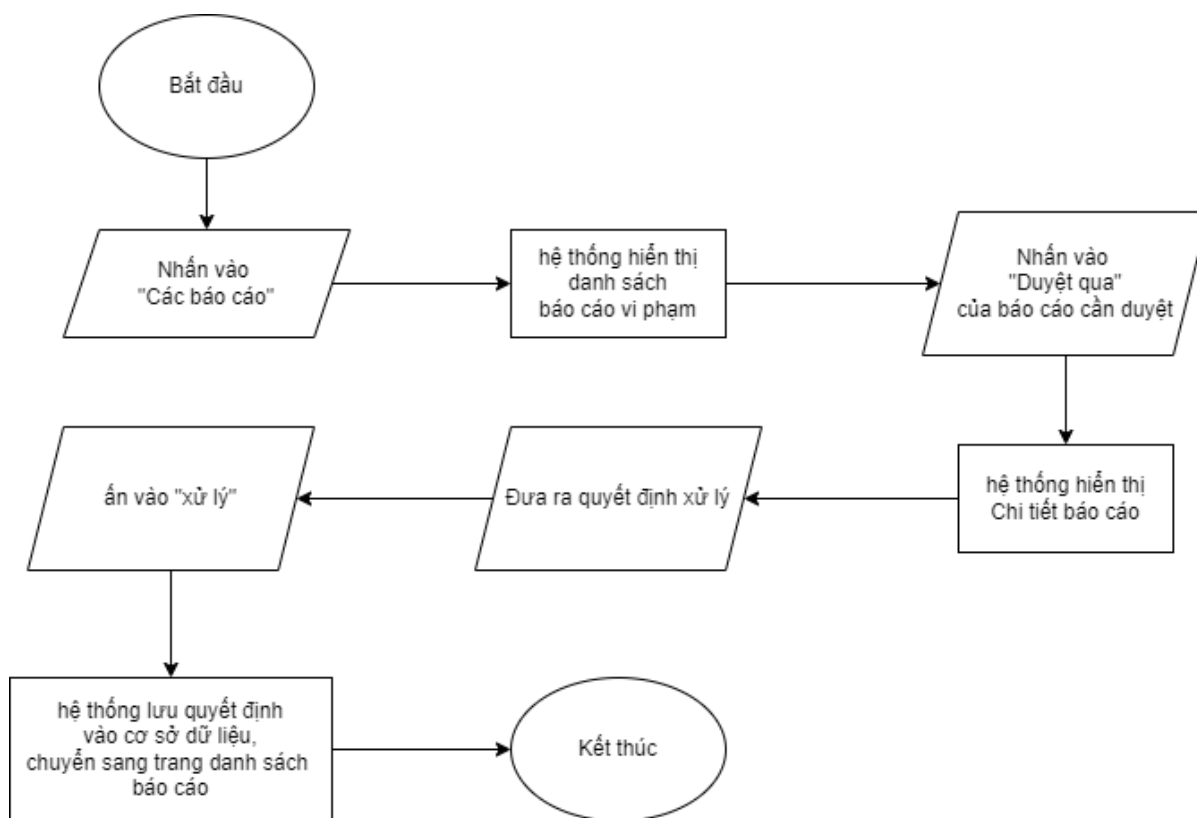 Bắt đầu
Nhấn vào
"Các báo cáo"
hệ thống hiển thị
danh sách
báo cáo vi phạm
Nhấn vào
"Duyệt qua"
của báo cáo cần duyệt
hệ thống hiển thị
Chi tiết báo cáo
Đưa ra quyết định xử lý
ấn vào "xử lý"
hệ thống lưu quyết định
vào cơ sở dữ liệu,
chuyển sang trang danh sách
báo cáo
Kết thúc